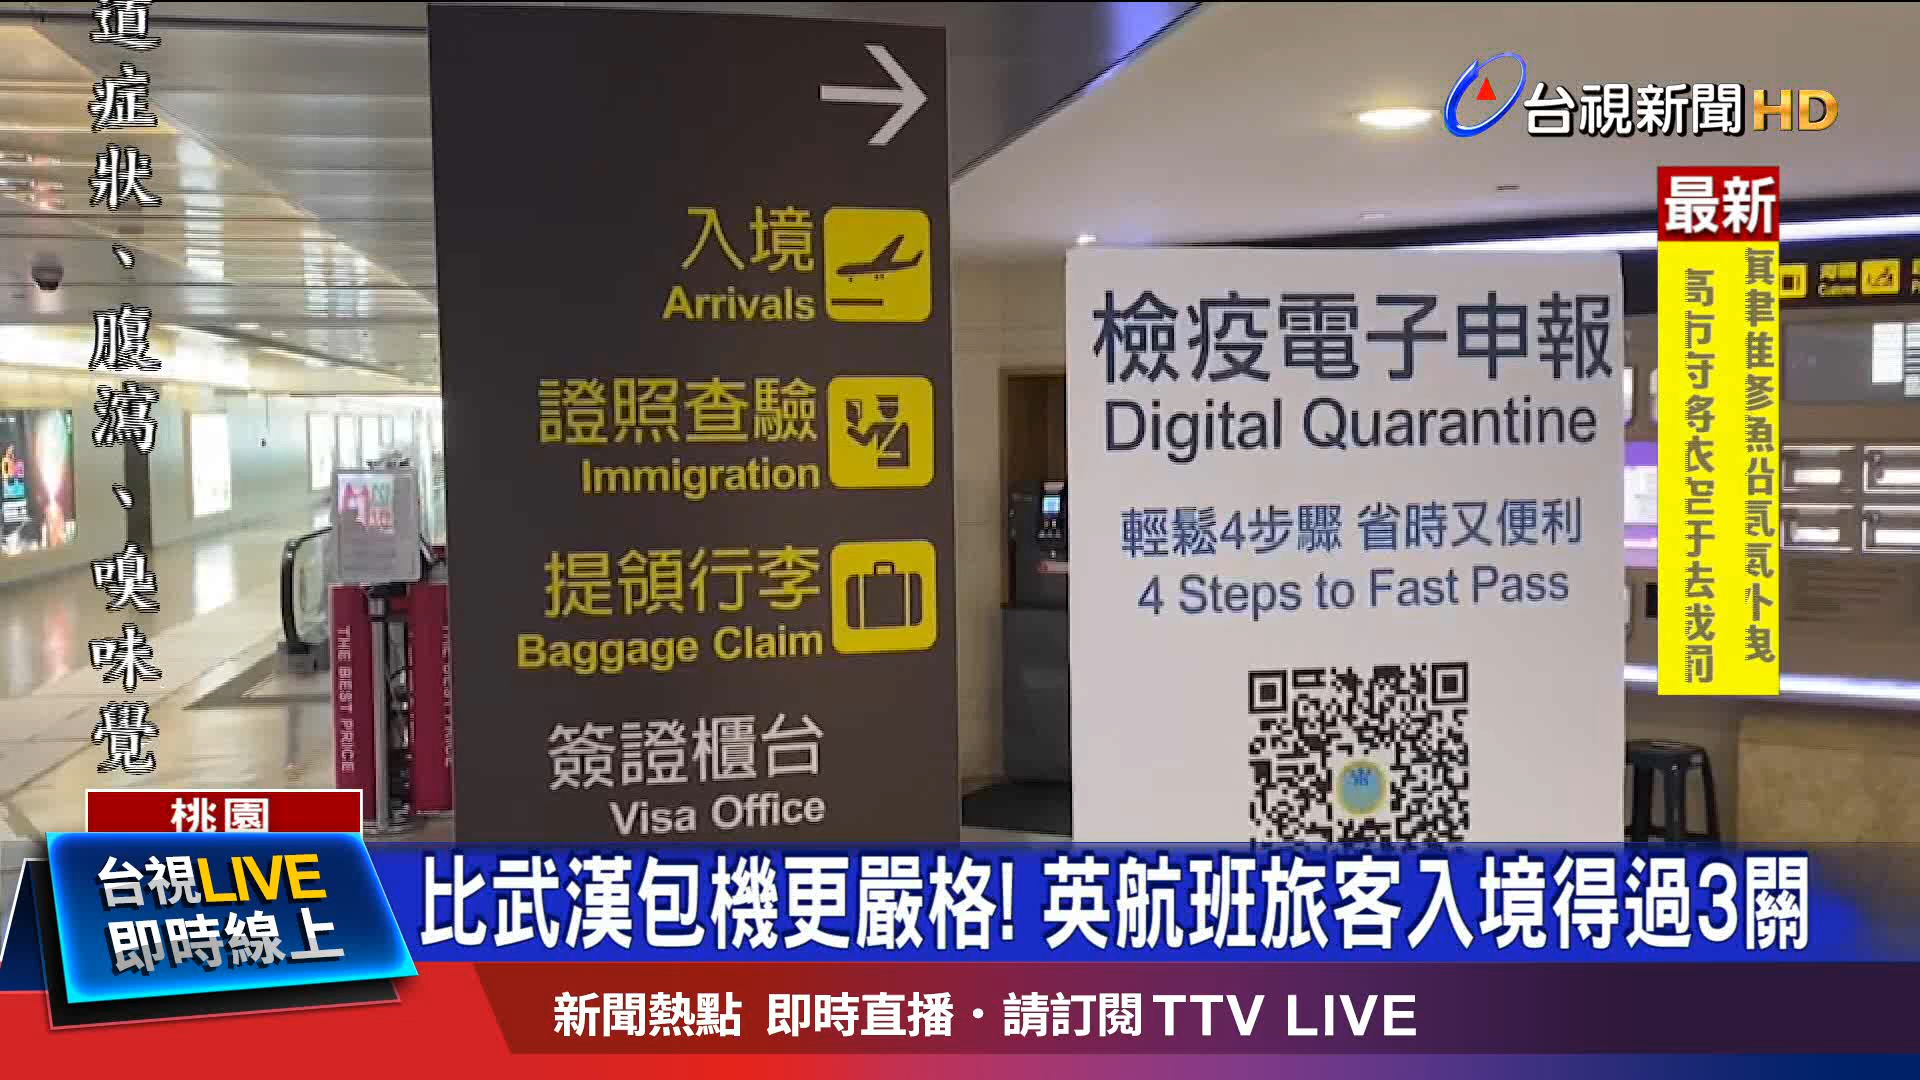 道症狀、腹瀉、嗅味覺
入境
Arrivals
證照查驗
Immigration
提領行李
Baggage Claim
簽證櫃台
Visa Office
檢疫電子申報
Digital Quarantine
輕鬆4步驟 省時又便利
4 Steps to Fast Pass
THE BEST PRICE
台視新聞HD
最新
桃園
台視LIVE
即時線上
比武漢包機更嚴格! 英航班旅客入境得過3關
新聞熱點 即時直播・請訂閱TTV LIVE